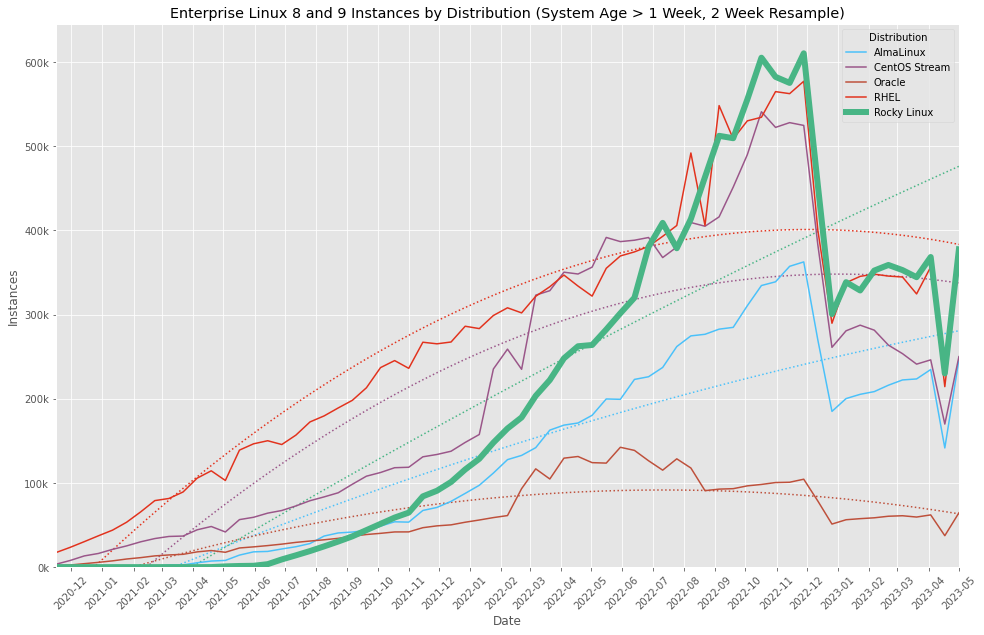 Enterprise Linux 8 and 9 Instances by Distribution (System Age > 1 Week, 2 Week Resample)
Distribution
AlmaLinux
CentOS Stream
Oracle
RHEL
Rocky Linux
600k
500k
400k
300k
200k
100k
0k
Instances
2020-12
2021-01
2021-02
2021-03
2021-04
2021-05
2021-06
2021-07
2021-08
2021-09
2021-10
2021-11
2021-12
2022-01
2022-02
2022-03
2022-04
2022-05
2022-06
2022-07
2022-08
2022-09
2022-10
2022-11
2022-12
2023-01
2023-02
2023-03
2023-04
2023-05
Date